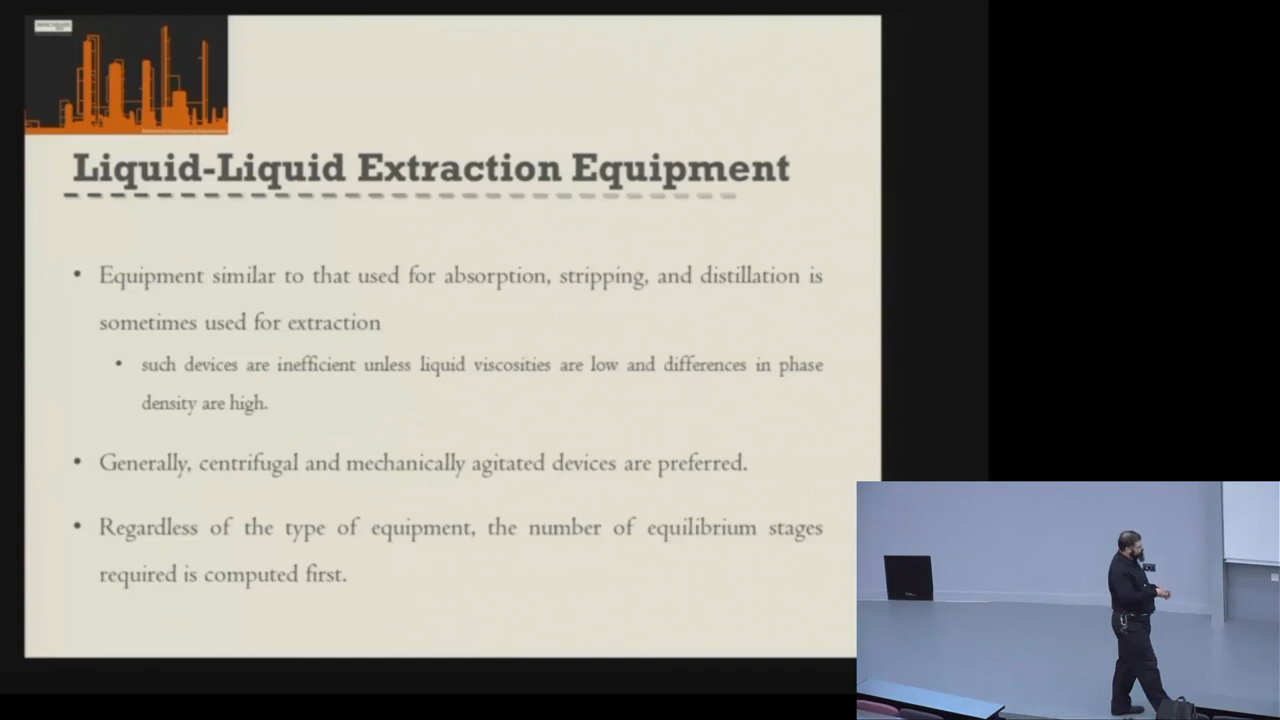 Liquid-Liquid Extraction Equipment
• Equipment similar to that used for absorption, stripping, and distillation is
sometimes used for extraction
• such devices are inefficient unless liquid viscosities are low and differences in phase
density are high.
• Generally, centrifugal and mechanically agitated devices are preferred.
• Regardless of the type of equipment, the number of equilibrium stages
required is computed first.